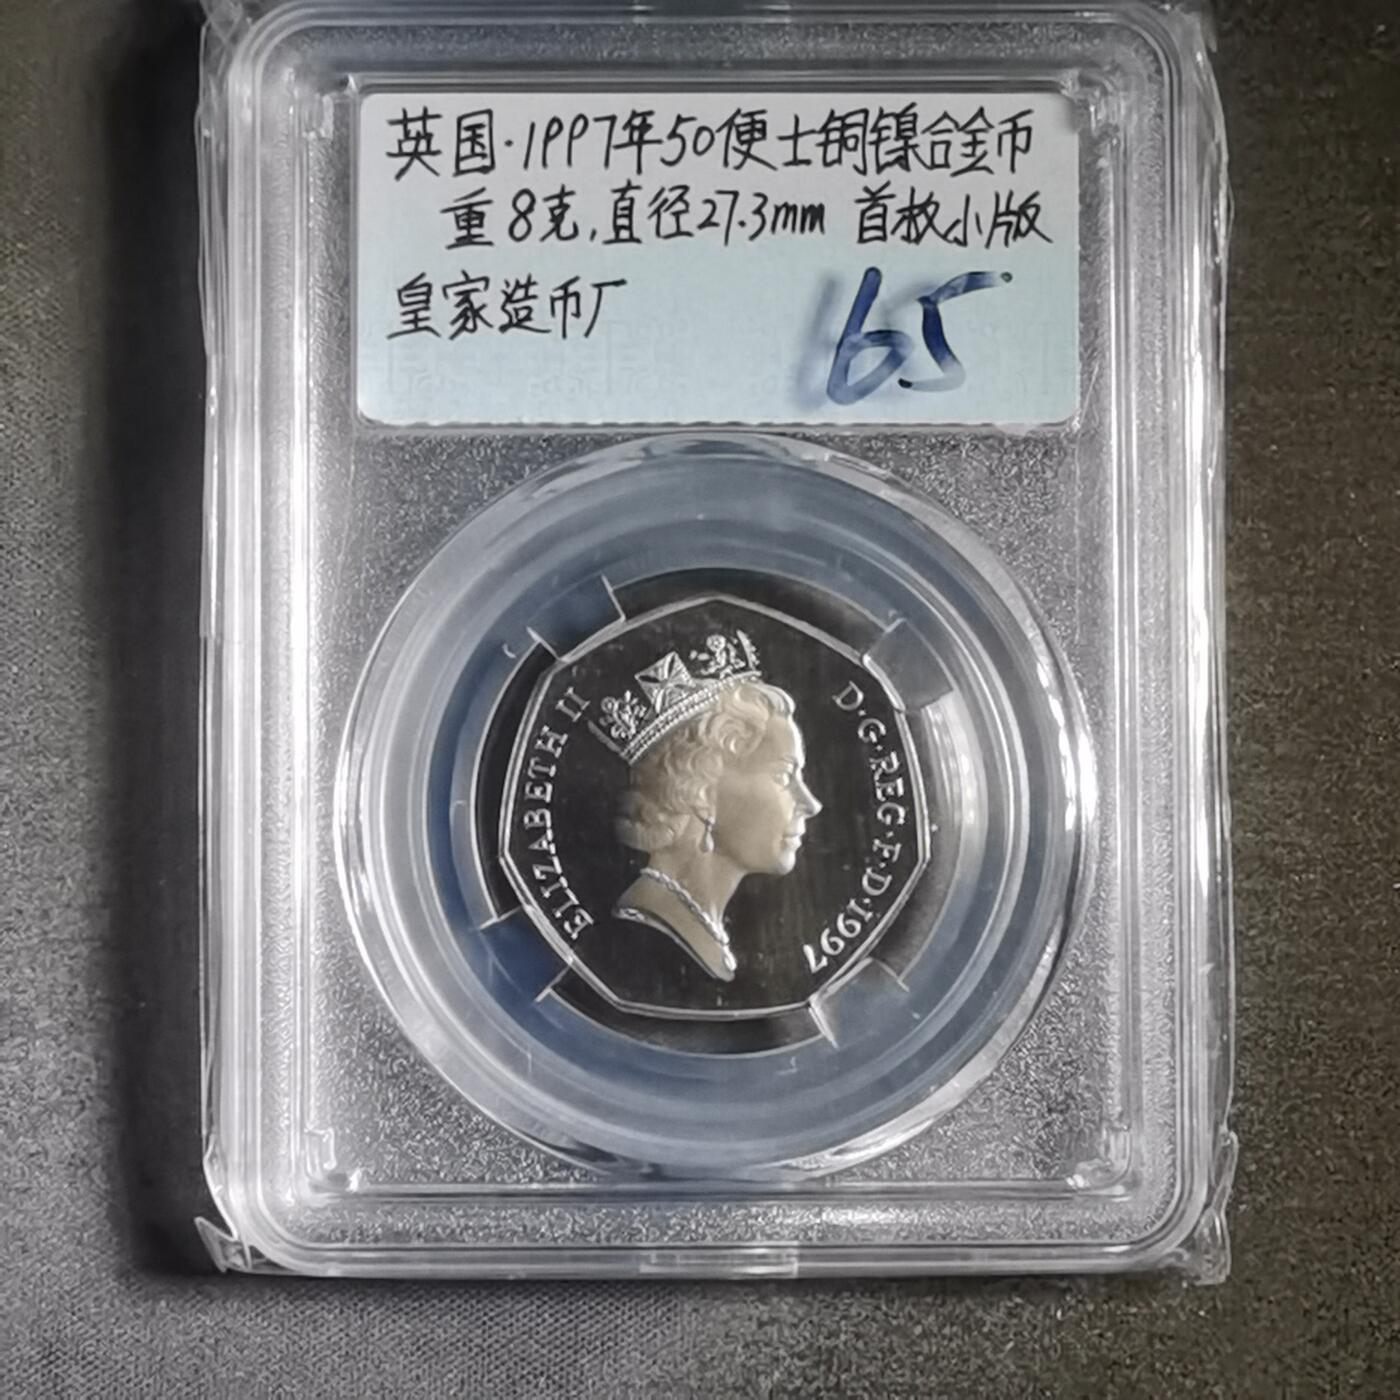 英国·1997年50便士铜镍合金币
重8克,直径27.3mm 首枚小版
皇家造币厂
65
ELIZABETH II
D·G·REG·F·D·1997